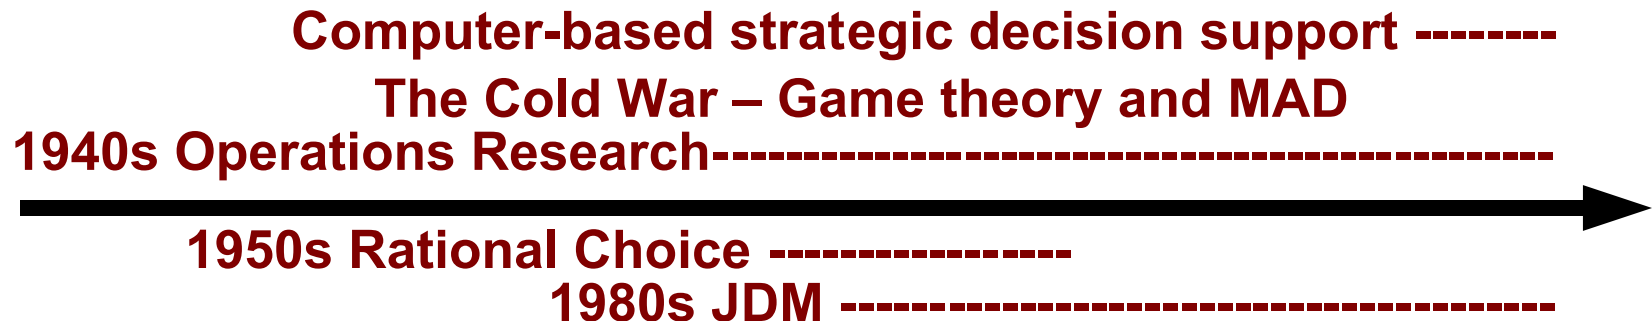 Computer-based strategic decision support --------
The Cold War – Game theory and MAD
1940s Operations Research-------------------------------------------------
1950s Rational Choice -----------------
1980s JDM ----------------------------------------